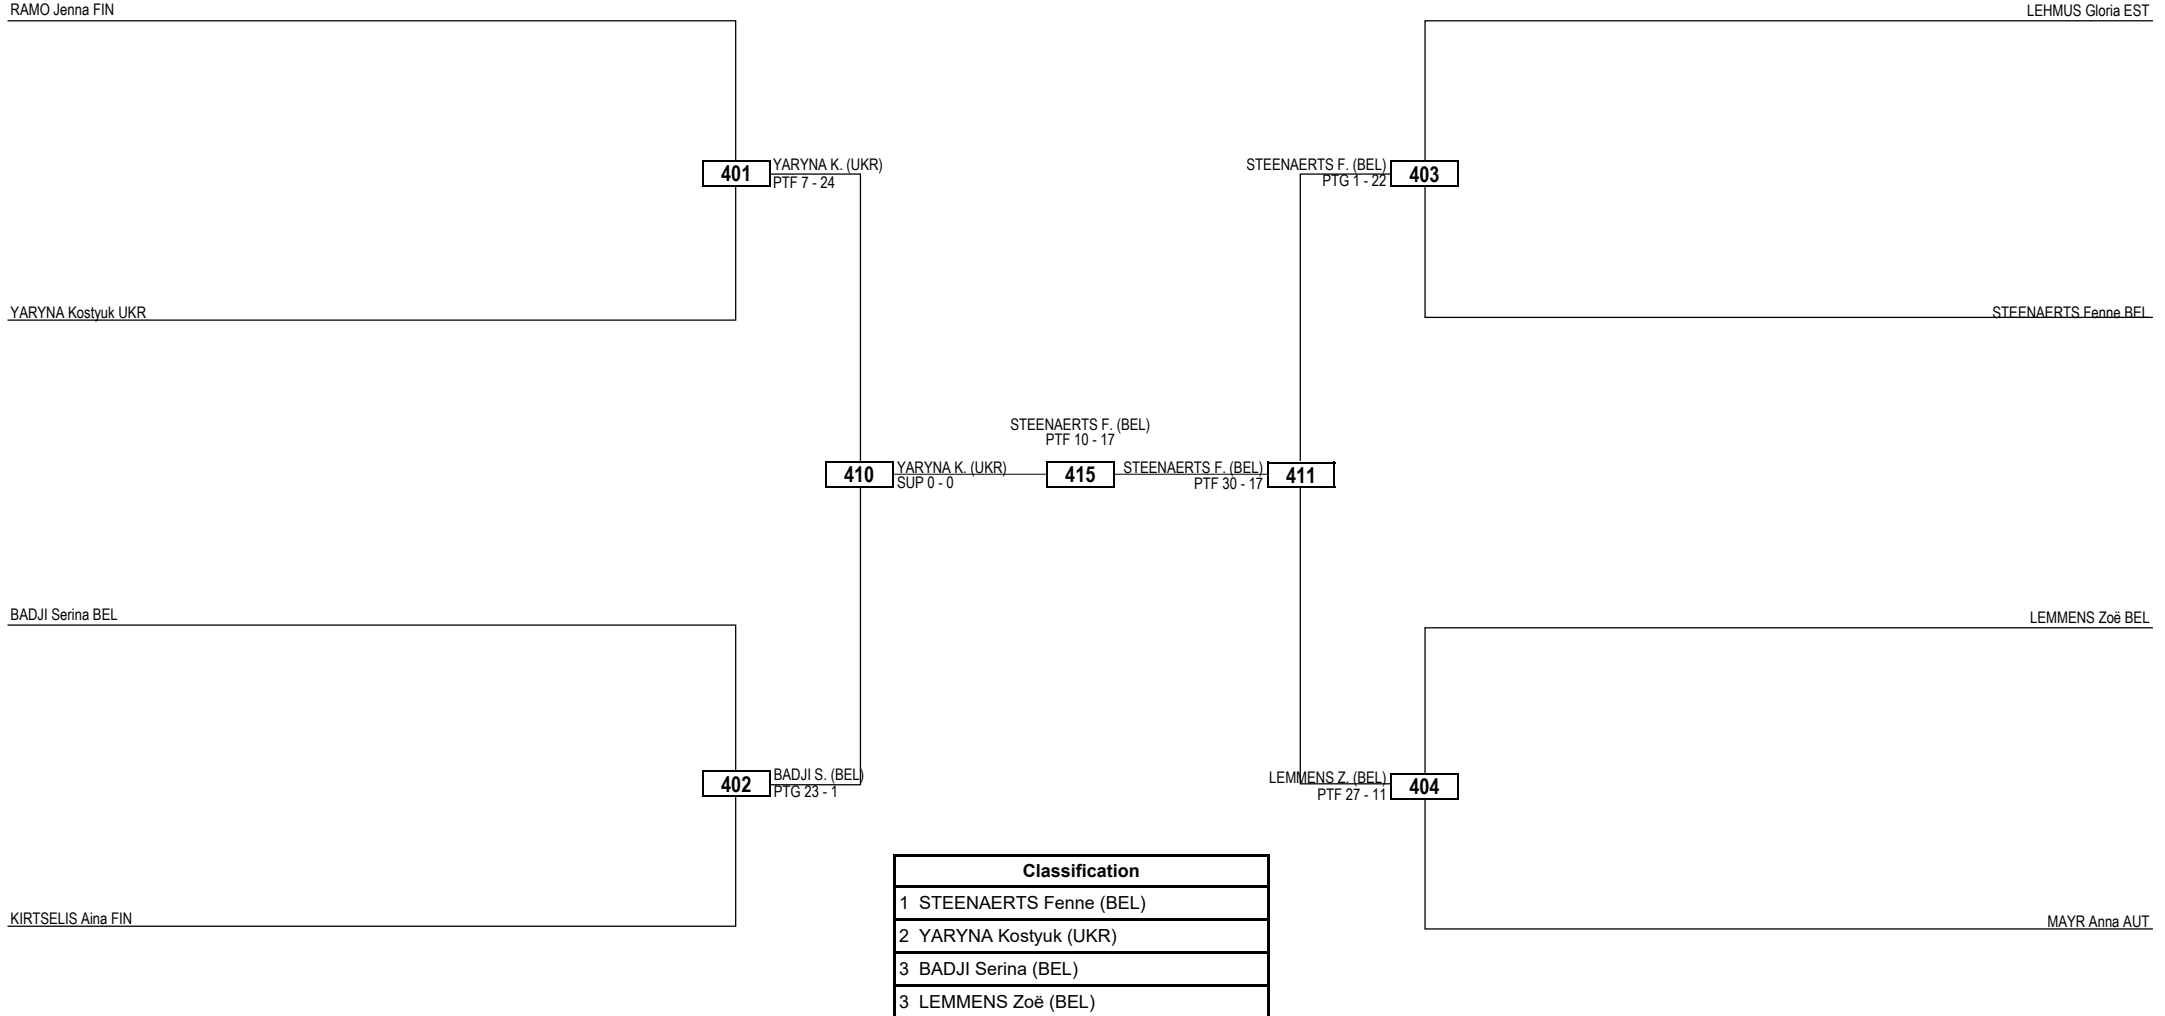 RAMO Jenna FIN
LEHMUS Gloria EST
401
YARYNA K. (UKR)
PTF 7 - 24
STEENAERTS F. (BEL)
PTG 1 - 22
403
YARYNA Kostyuk UKR
STEENAERTS Fenne BEL
STEENAERTS F. (BEL)
PTF 10 - 17
410
YARYNA K. (UKR)
SUP 0 - 0
415
STEENAERTS F. (BEL)
PTF 30 - 17
411
BADJI Serina BEL
LEMMENS Zoë BEL
402
BADJI S. (BEL)
PTG 23 - 1
LEMMENS Z. (BEL)
PTF 27 - 11
404
KIRTSELIS Aina FIN
MAYR Anna AUT
Classification
1 STEENAERTS Fenne (BEL)
2 YARYNA Kostyuk (UKR)
3 BADJI Serina (BEL)
3 LEMMENS Zoë (BEL)